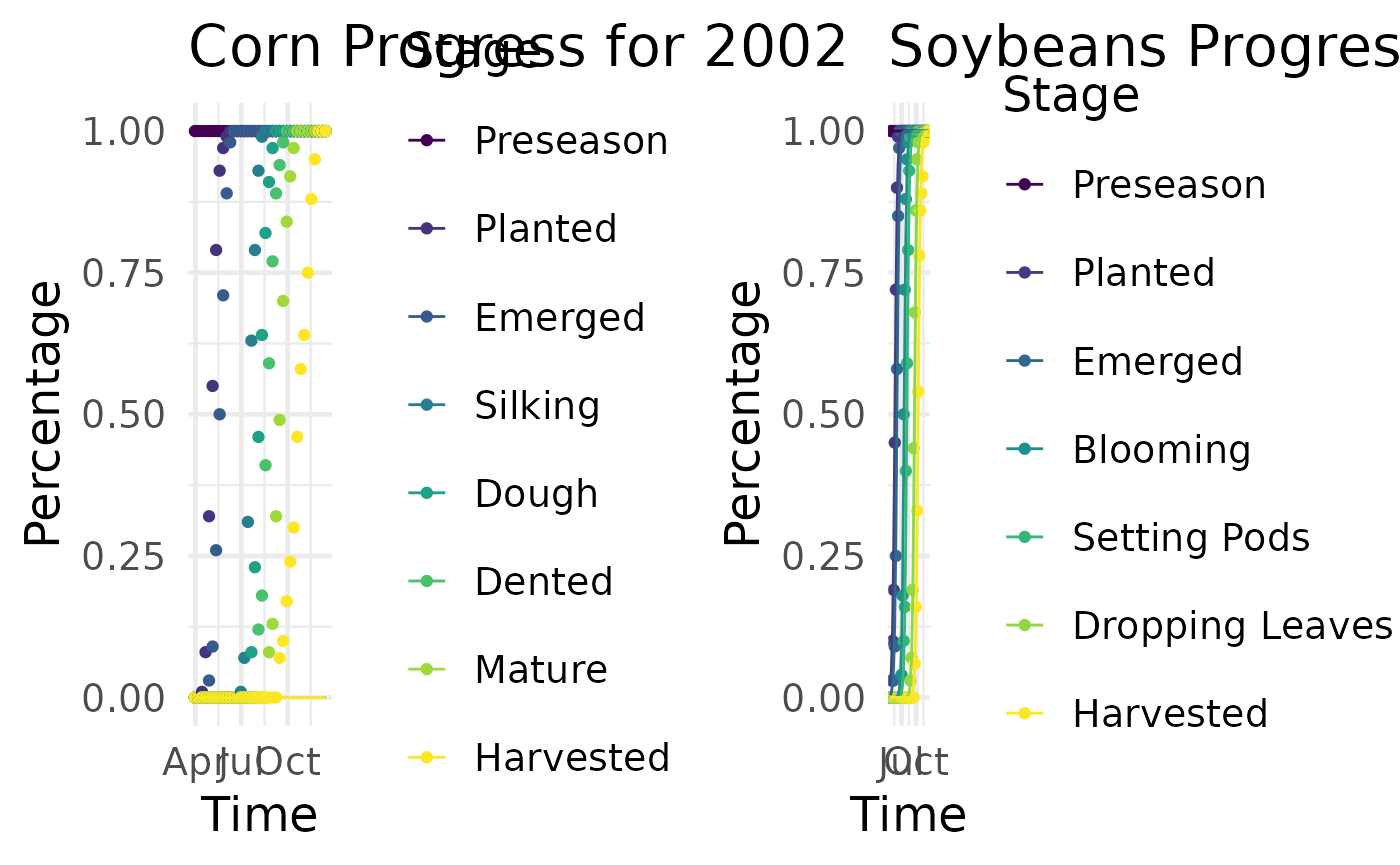 Corn Progress for 2002
Stage
1.00
0.75
0.50
0.25
0.00
Percentage
Apr
Jul
Oct
Time
Preseason
Planted
Emerged
Silking
Dough
Dented
Mature
Harvested
Soybeans Progres
Stage
1.00
0.75
0.50
0.25
0.00
Percentage
Jul
Oct
Time
Preseason
Planted
Emerged
Blooming
Setting Pods
Dropping Leaves
Harvested